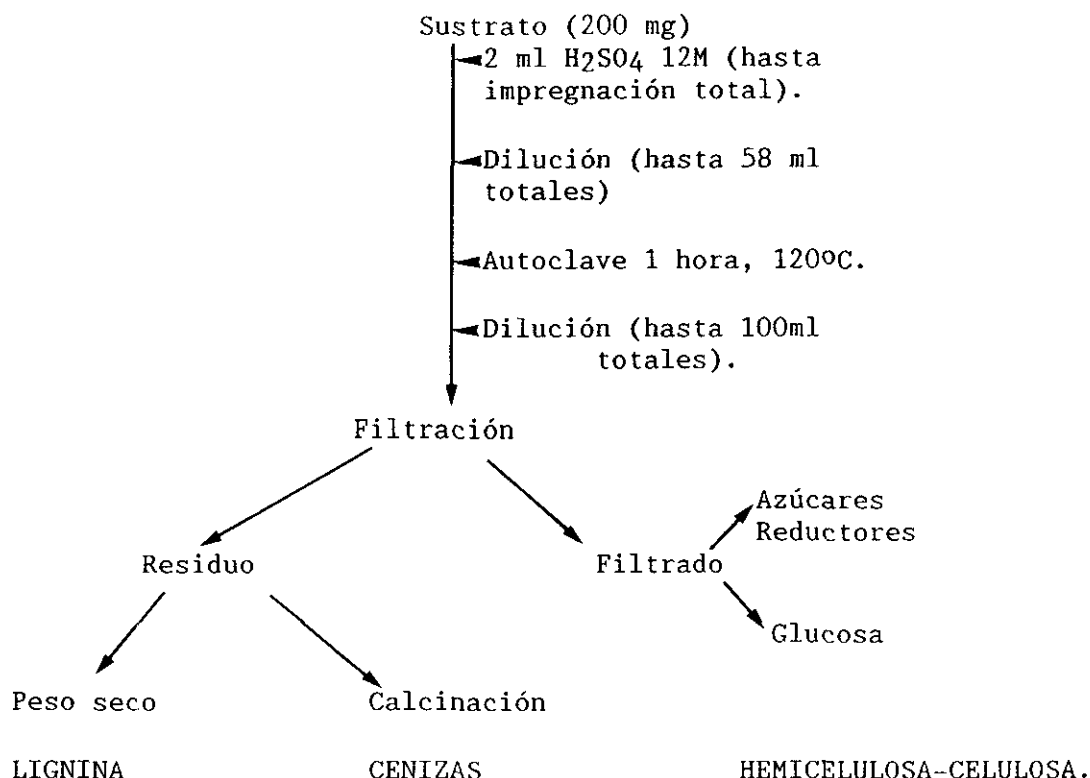 Sustrato (200 mg)
2 ml H₂SO₄ 12M (hasta
impregnación total).
Dilución (hasta 58 ml
totales)
Autoclave 1 hora, 120ºC.
Dilución (hasta 100ml
totales).
Filtración
Azúcares
Reductores
Residuo
Filtrado
Glucosa
Peso seco
Calcinación
LIGNINA
CENIZAS
HEMICELULOSA-CELULOSA.